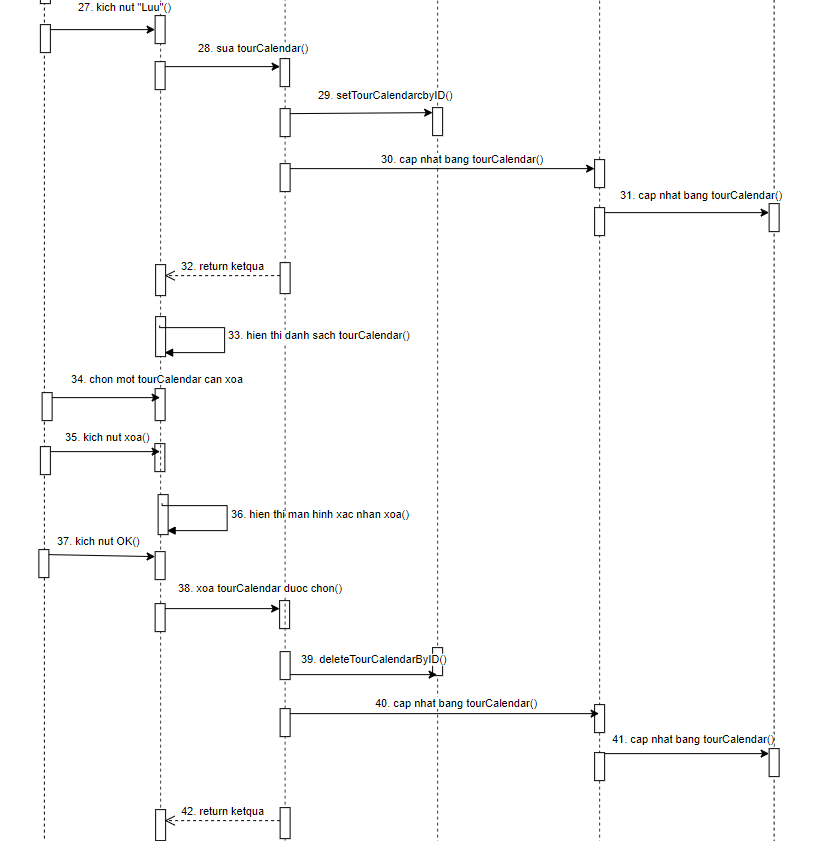 27. kich nut "Luu"()
28. sua tourCalendar()
29. setTourCalendarcbyID()
30. cap nhat bang tourCalendar()
31. cap nhat bang tourCalendar()
32. return ketqua
33. hien thi danh sach tourCalendar()
34. chon mot tourCalendar can xoa
35. kich nut xoa()
36. hien thi man hinh xac nhan xoa()
37. kich nut OK()
38. xoa tourCalendar duoc chon()
39. deleteTourCalendarByID()
40. cap nhat bang tourCalendar()
41. cap nhat bang tourCalendar()
42. return ketqua